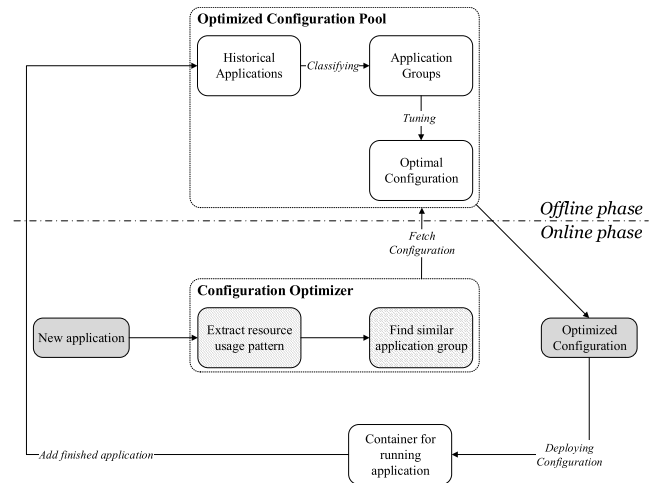 Optimized Configuration Pool
Historical
Applications
Classifying
Application
Groups
Tuning
Optimal
Configuration
Offline phase
Online phase
Fetch
Configuration
Configuration Optimizer
New application
Extract resource
usage pattern
Find similar
application group
Optimized
Configuration
Container for
running
application
Deploying
Configuration
Add finished application